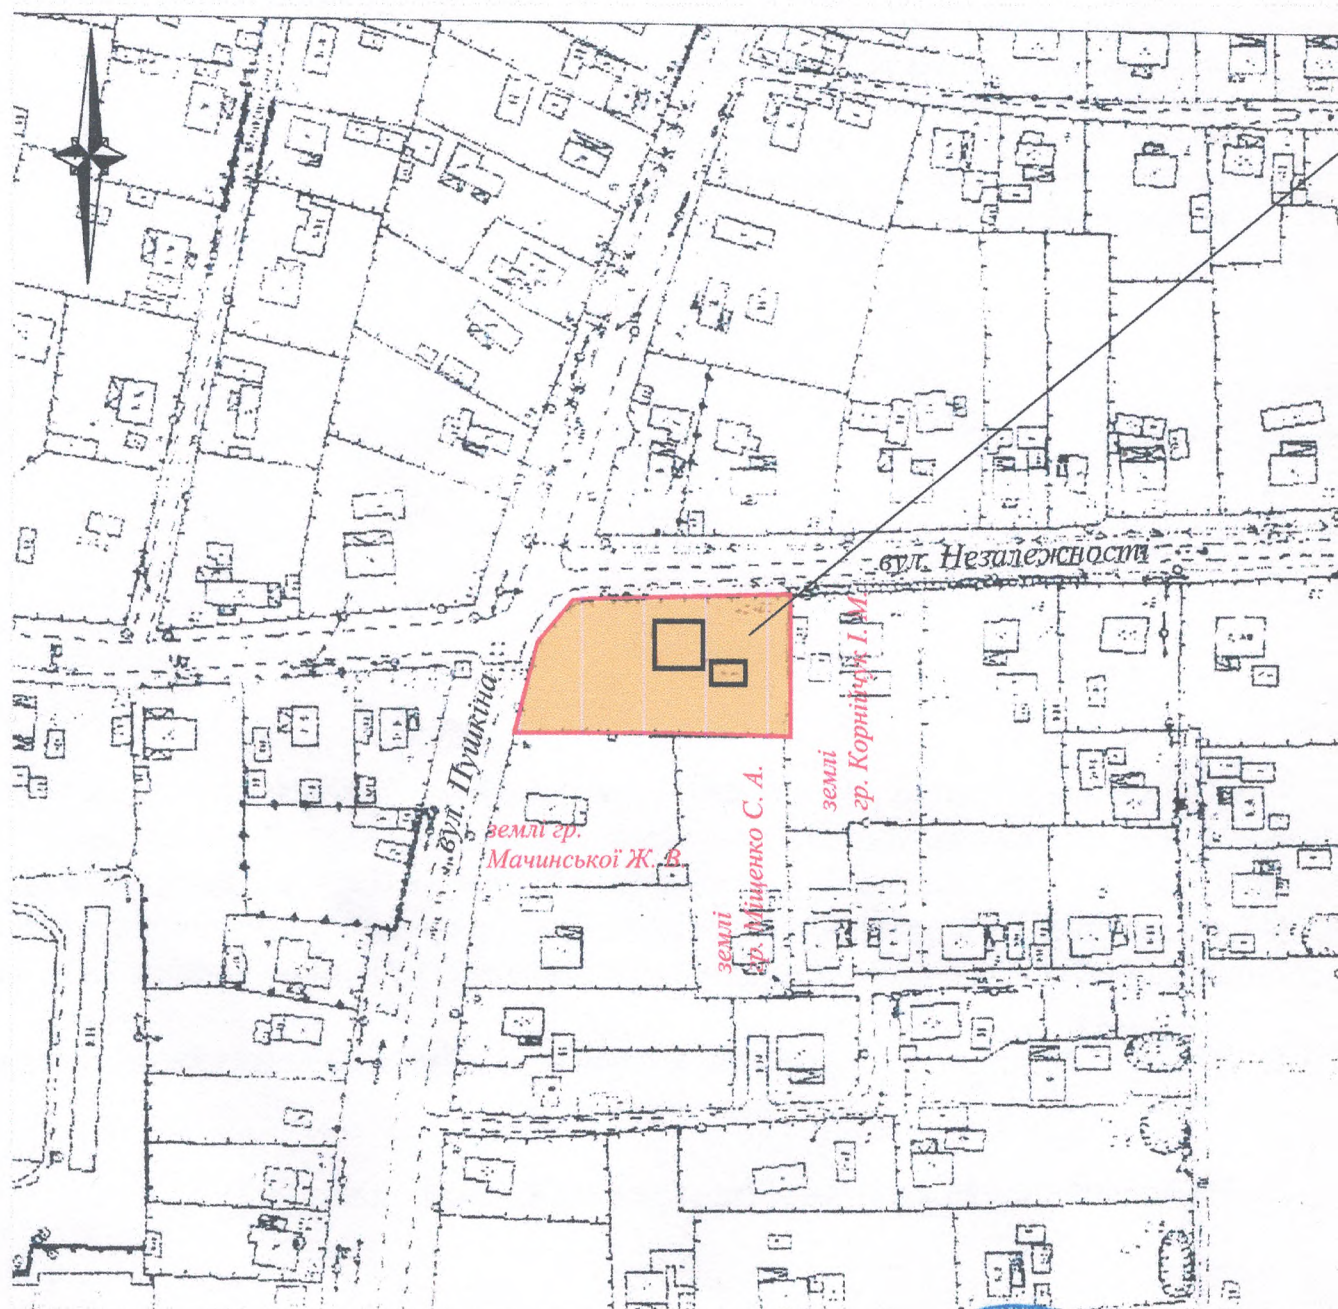 вул. Незалежності
вул. Пушкіна
землі
гр. Корнійчук І. М.
землі гр.
Мачинської Ж. В.
землі
гр. Міщенко С. А.